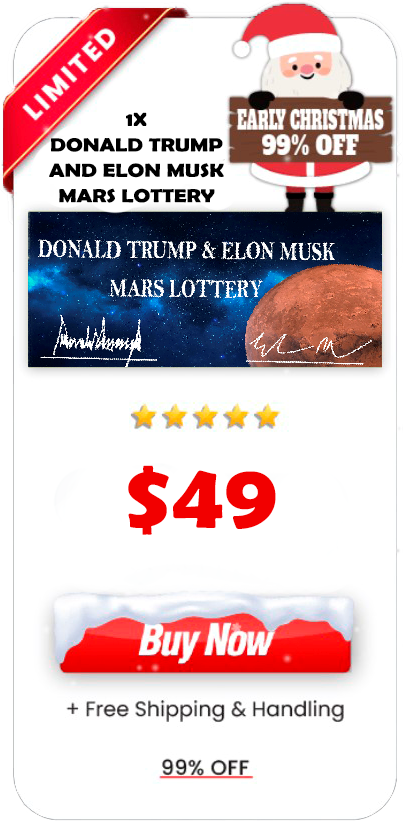 LIMITED
EARLY CHRISTMAS
99% OFF
1X
DONALD TRUMP
AND ELON MUSK
MARS LOTTERY
DONALD TRUMP & ELON MUSK
MARS LOTTERY
$49
Buy Now
+ Free Shipping & Handling
99% OFF